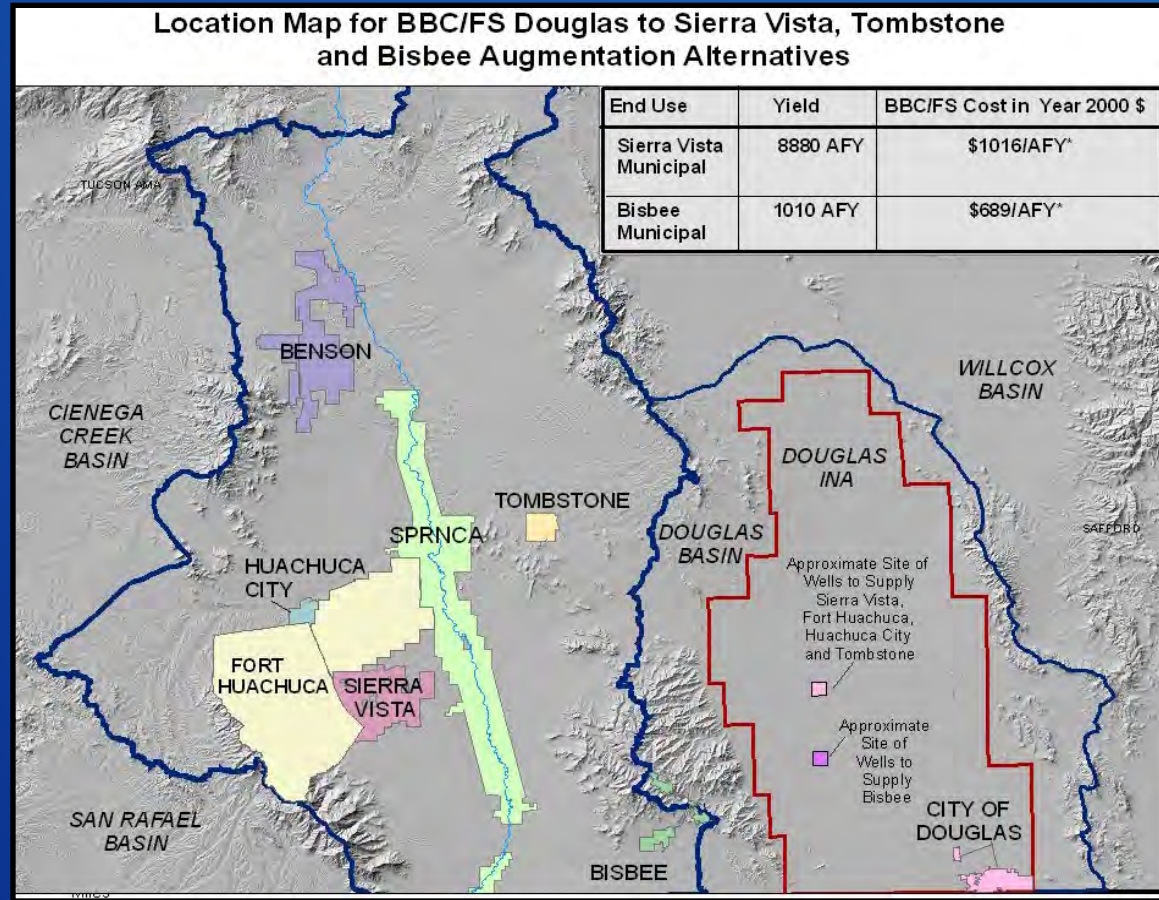 Location Map for BBC/FS Douglas to Sierra Vista, Tombstone
and Bisbee Augmentation Alternatives
End Use Yield BBC/FS Cost in Year 2000 $
Sierra Vista
Municipal
8880 AFY
$1016/AFY*
Bisbee
Municipal
1010 AFY
$689/AFY*
TUCSON AMA
BENSON
CIENEGA
CREEK
BASIN
WILLCOX
BASIN
DOUGLAS
INA
TOMBSTONE
SPRNCA
DOUGLAS
BASIN
SAFFORD
HUACHUCA
CITY
Approximate Site of
Wells to Supply
Sierra Vista,
Fort Huachuca,
Huachuca City
and Tombstone
FORT
HUACHUCA
SIERRA
VISTA
Approximate
Site of
Wells to
Supply
Bisbee
SAN RAFAEL
BASIN
CITY OF
DOUGLAS
BISBEE